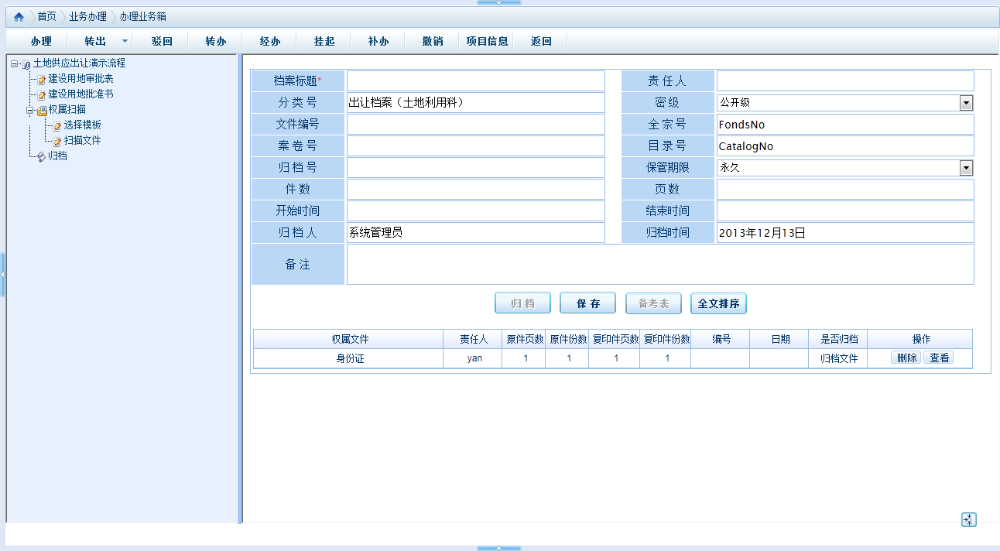 首页 业务办理 办理业务箱
办理 转出 驳回 转办 经办 挂起 补办 撤销 项目信息 返回
土地供应出让演示流程
建设用地审批表
建设用地批准书
权属扫描
选择模板
扫描文件
归档
档案标题* 责 任 人
分 类 号 出让档案（土地利用科） 密级 公开级
文件编号 全 宗 号 FondsNo
案 卷 号 目 录 号 CatalogNo
归 档 号 保管期限 永久
件 数 页 数
开始时间 结束时间
归 档 人 系统管理员 归档时间 2013年12月13日
备 注
归 档 保 存 备考表 全文排序
权属文件 责任人 原件页数 原件份数 复印件页数 复印件份数 编号 日期 是否归档 操作
身份证 yan 1 1 1 1 归档文件 删除 查看